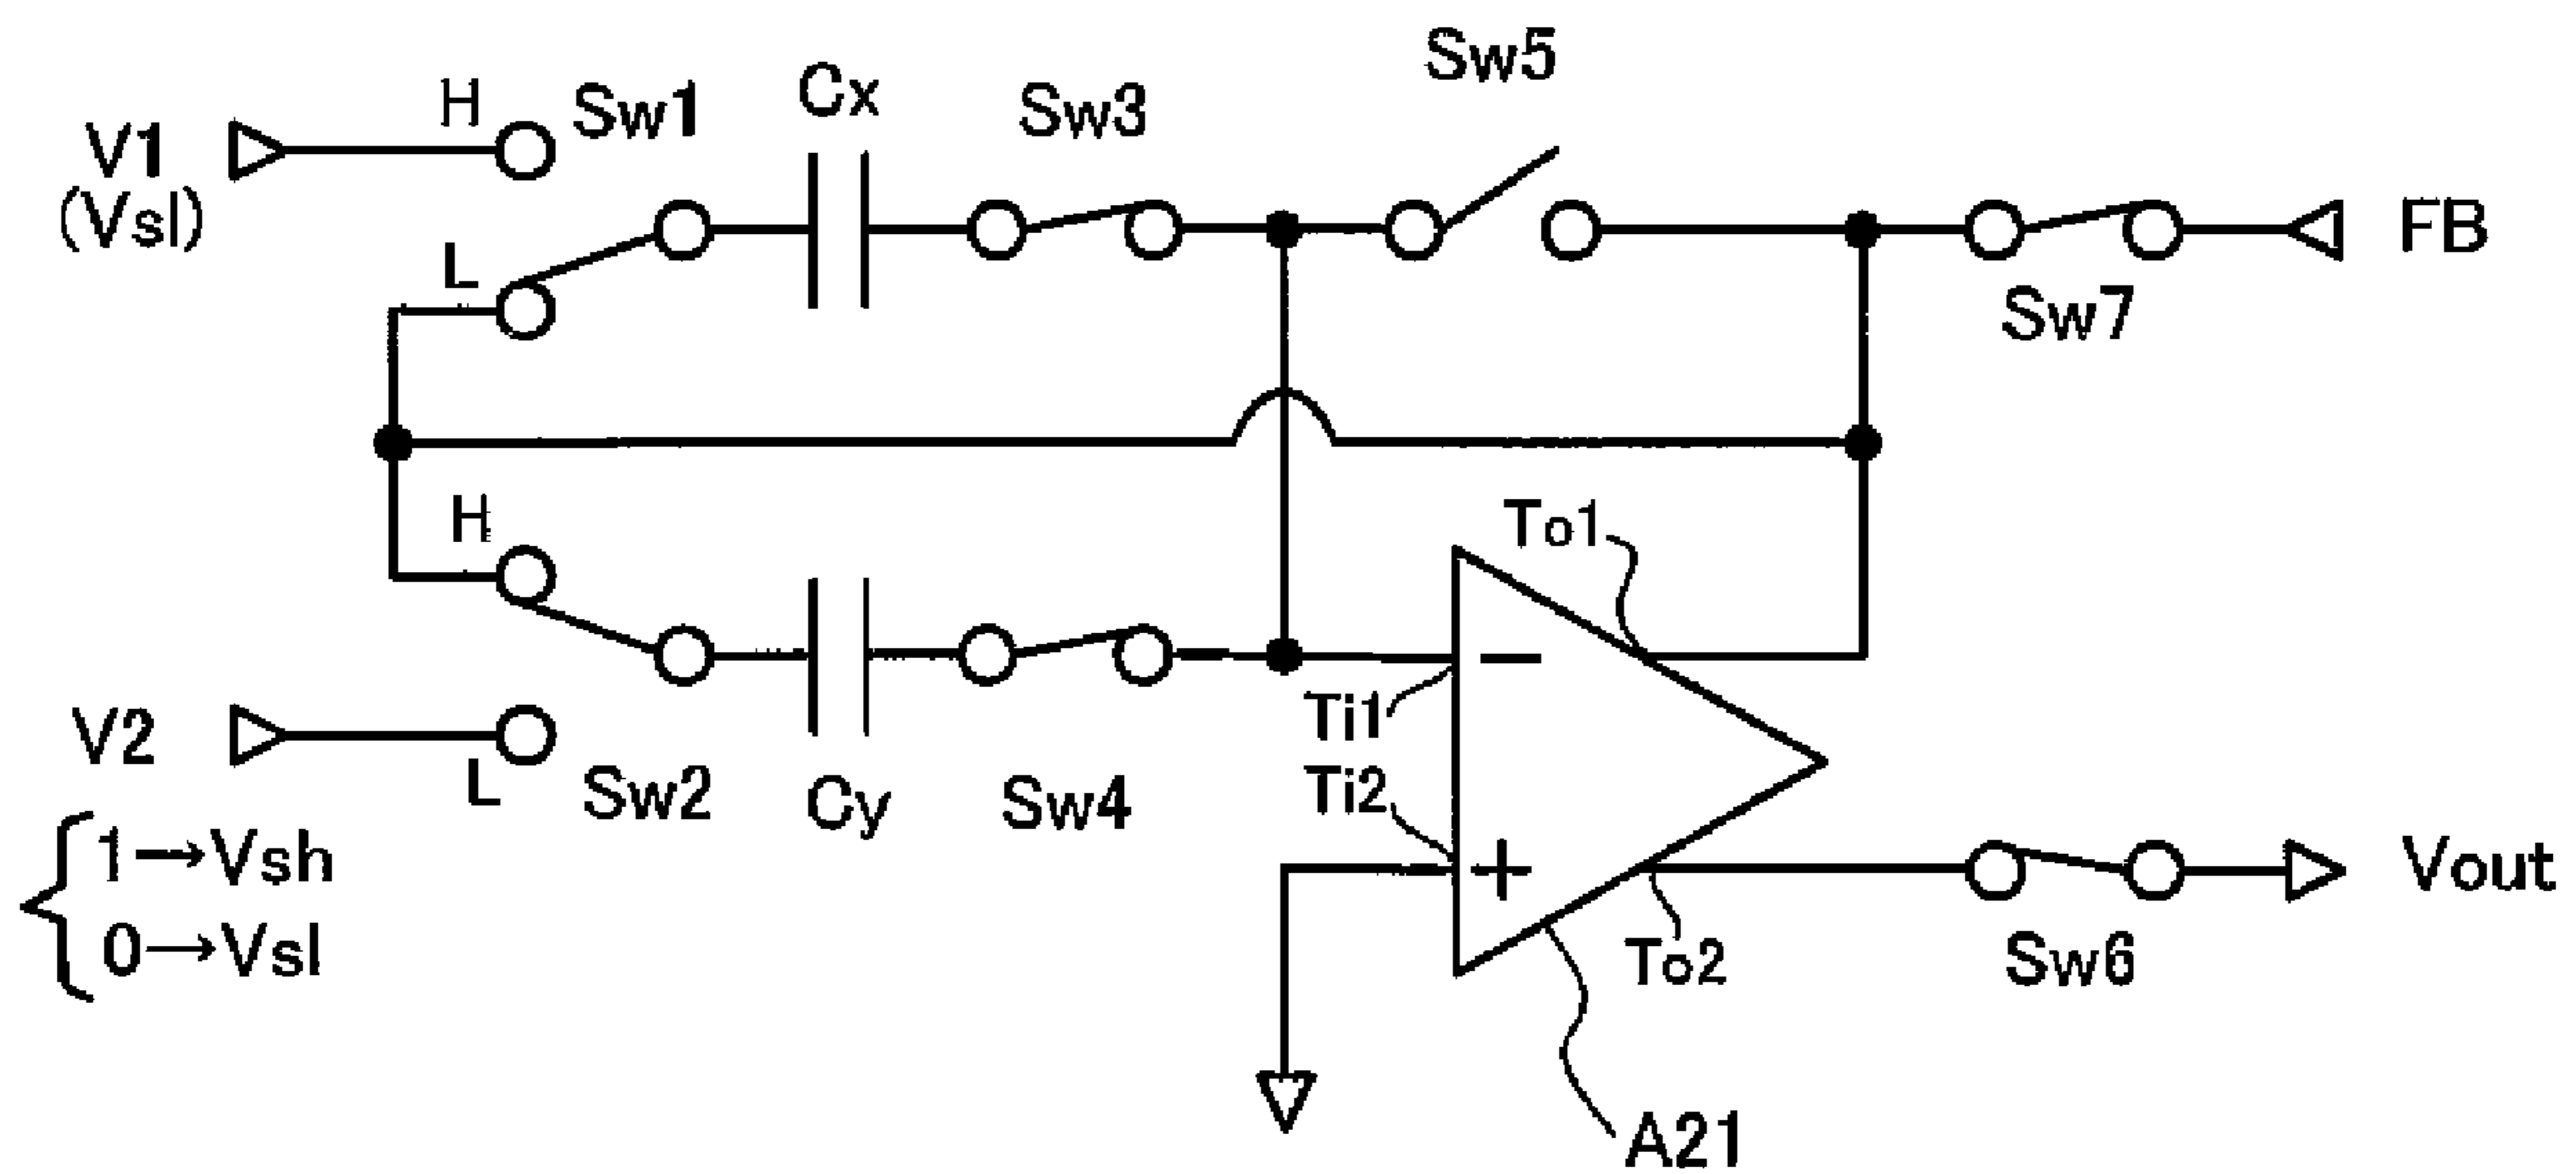 Sw5
Cx
H
Sw1
Sw3
V1
(Vsl)
L
FB
Sw7
H
To1
Ti1
V2
L
Sw2
Cy
Sw4
Ti2
1→Vsh
0→Vsl
To2
Sw6
Vout
A21
−
+